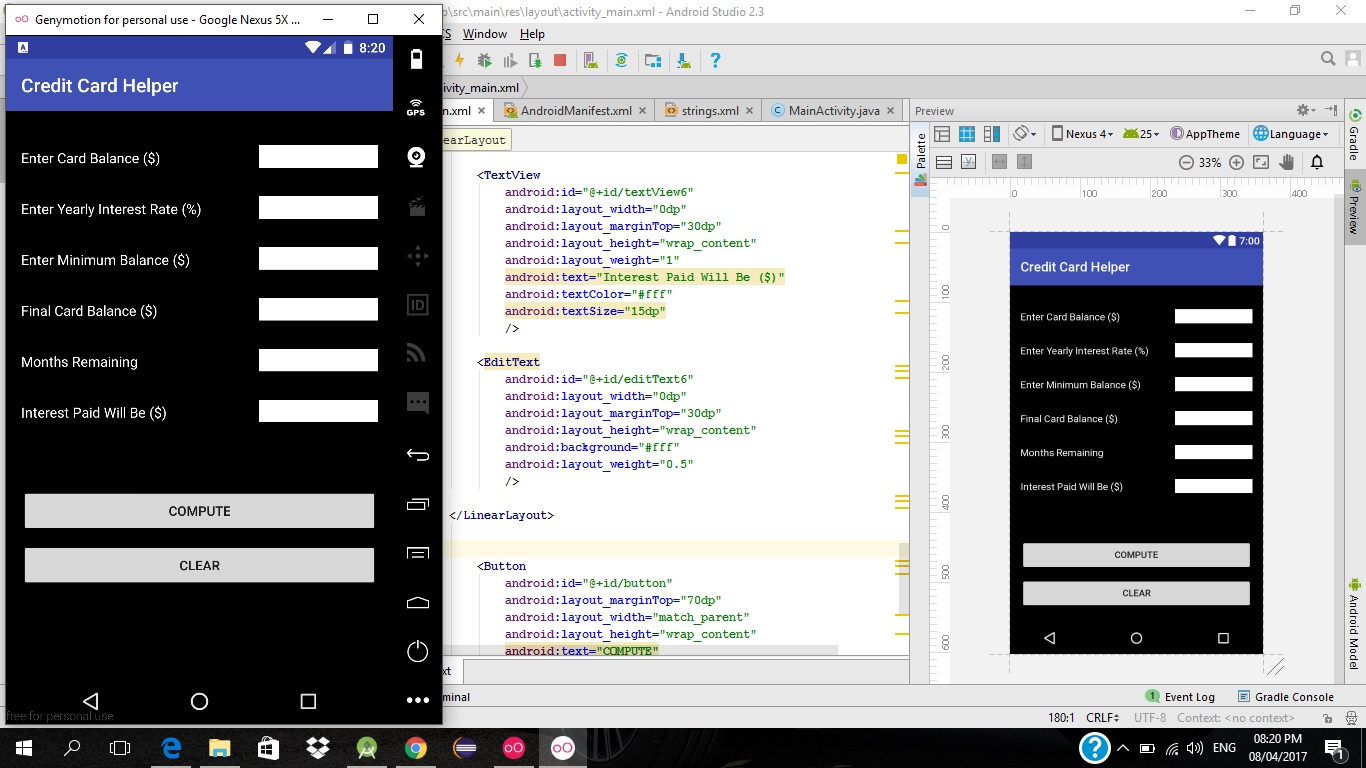 Genymotion for personal use - Google Nexus 5X ...
\src\main\res\layout\activity_main.xml - Android Studio 2.3
8:20
Credit Card Helper
Enter Card Balance ($)
Enter Yearly Interest Rate (%)
Enter Minimum Balance ($)
Final Card Balance ($)
Months Remaining
Interest Paid Will Be ($)
COMPUTE
CLEAR
free for personal use
GPS
ID
CS Window Help
ivity_main.xml
n.xml AndroidManifest.xml strings.xml MainActivity.java
earLayout
<TextView
android:id="@+id/textView6"
android:layout_width="0dp"
android:layout_marginTop="30dp"
android:layout_height="wrap_content"
android:layout_weight="1"
android:text="Interest Paid Will Be ($)"
android:textColor="#fff"
android:textSize="15dp"
/>
<EditText
android:id="@+id/editText6"
android:layout_width="0dp"
android:layout_marginTop="30dp"
android:layout_height="wrap_content"
android:background="#fff"
android:layout_weight="0.5"
/>
</LinearLayout>
<Button
android:id="@+id/button"
android:layout_marginTop="70dp"
android:layout_width="match_parent"
android:layout_height="wrap_content"
android:text="COMPUTE"
xt
minal
Preview
Palette
Nexus 4 25 AppTheme Language
33%
0 100 200 300 400
0
100
200
300
400
500
600
7:00
Credit Card Helper
Enter Card Balance ($)
Enter Yearly Interest Rate (%)
Enter Minimum Balance ($)
Final Card Balance ($)
Months Remaining
Interest Paid Will Be ($)
COMPUTE
CLEAR
Gradle
Preview
Android Model
1 Event Log Gradle Console
180:1 CRLF UTF-8 Context: <no context>
ENG
08:20 PM
08/04/2017
1